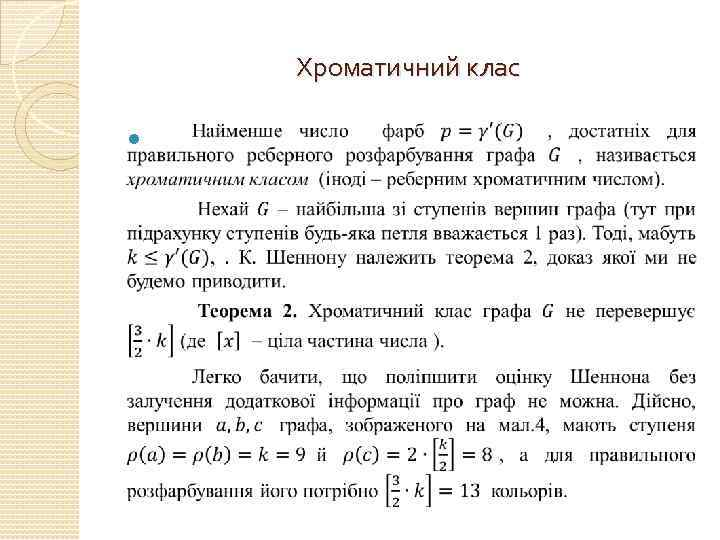 Хроматичний клас
Найменше число фарб p = γ′(G) , достатніх для
правильного реберного розфарбування графа G , називається
хроматичним класом (іноді – реберним хроматичним числом).
Нехай G – найбільша зі ступенів вершин графа (тут при
підрахунку ступенів будь-яка петля вважається 1 раз). Тоді, мабуть
k ≤ γ′(G), . К. Шеннону належить теорема 2, доказ якої ми не
будемо приводити.
Теорема 2. Хроматичний клас графа G не перевершує
[3/2 · k] (де [x] – ціла частина числа ).
Легко бачити, що поліпшити оцінку Шеннона без
залучення додаткової інформації про граф не можна. Дійсно,
вершини a, b, c графа, зображеного на мал.4, мають ступеня
ρ(a) = ρ(b) = k = 9 й ρ(c) = 2 · [k/2] = 8 , а для правильного
розфарбування його потрібно [3/2 · k] = 13 кольорів.